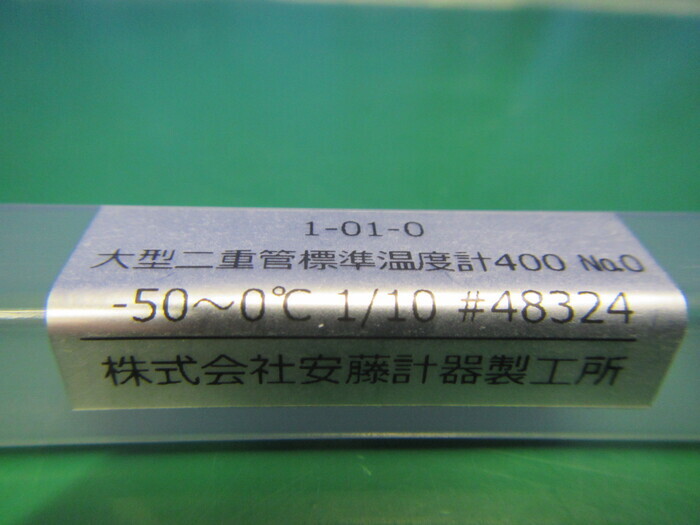 1-01-0
大型二重管標準温度計400 No.0
-50～0℃ 1/10 #48324
株式会社安藤計器製工所